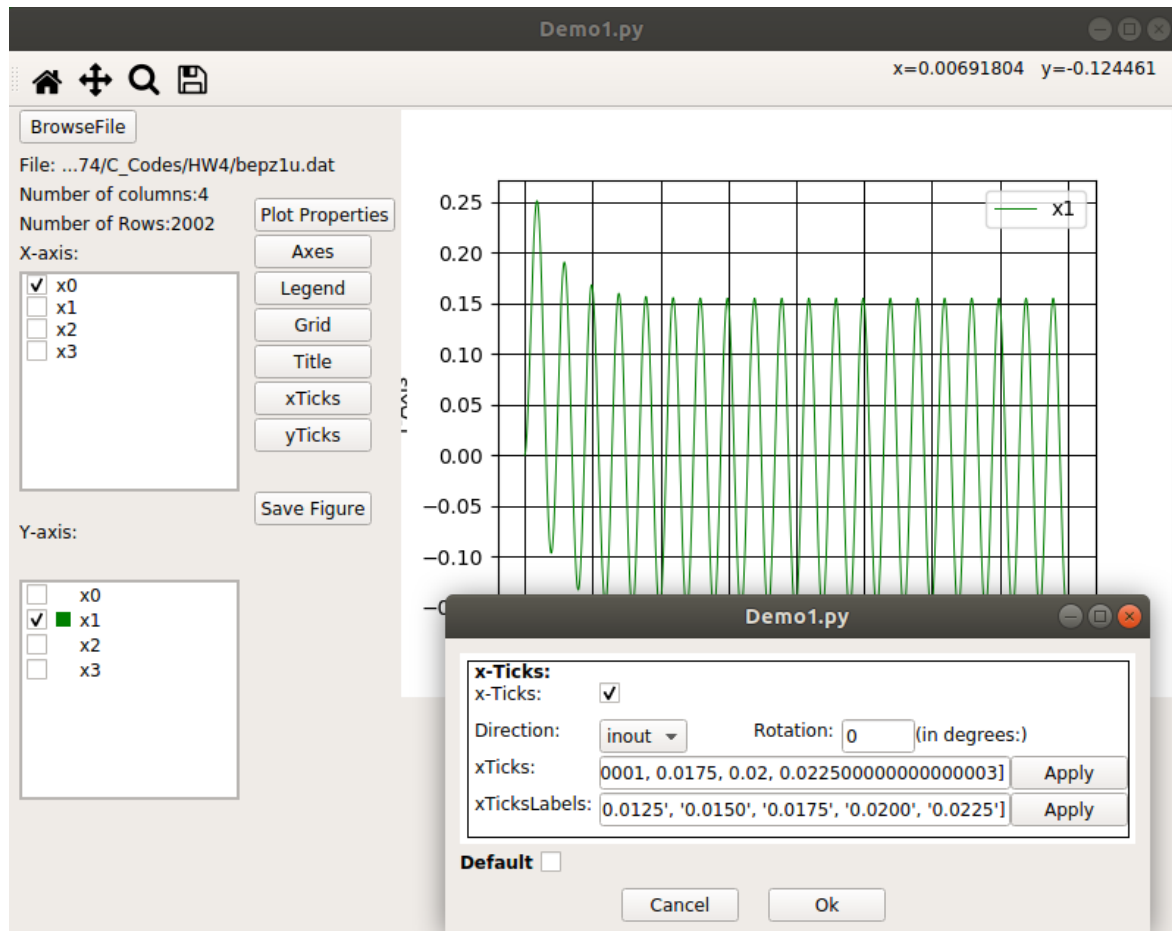 Demo1.py
x=0.00691804 y=-0.124461
BrowseFile
File: ...74/C_Codes/HW4/bepz1u.dat
Number of columns:4
Number of Rows:2002
X-axis:
x0
x1
x2
x3
Plot Properties
Axes
Legend
Grid
Title
xTicks
yTicks
Save Figure
Y-axis:
x0
x1
x2
x3
x1
0.25
0.20
0.15
0.10
0.05
0.00
−0.05
−0.10
Demo1.py
x-Ticks:
x-Ticks:
Direction: inout Rotation: 0 (in degrees:)
xTicks: 0001, 0.0175, 0.02, 0.022500000000000003] Apply
xTicksLabels: 0.0125', '0.0150', '0.0175', '0.0200', '0.0225'] Apply
Default
Cancel Ok